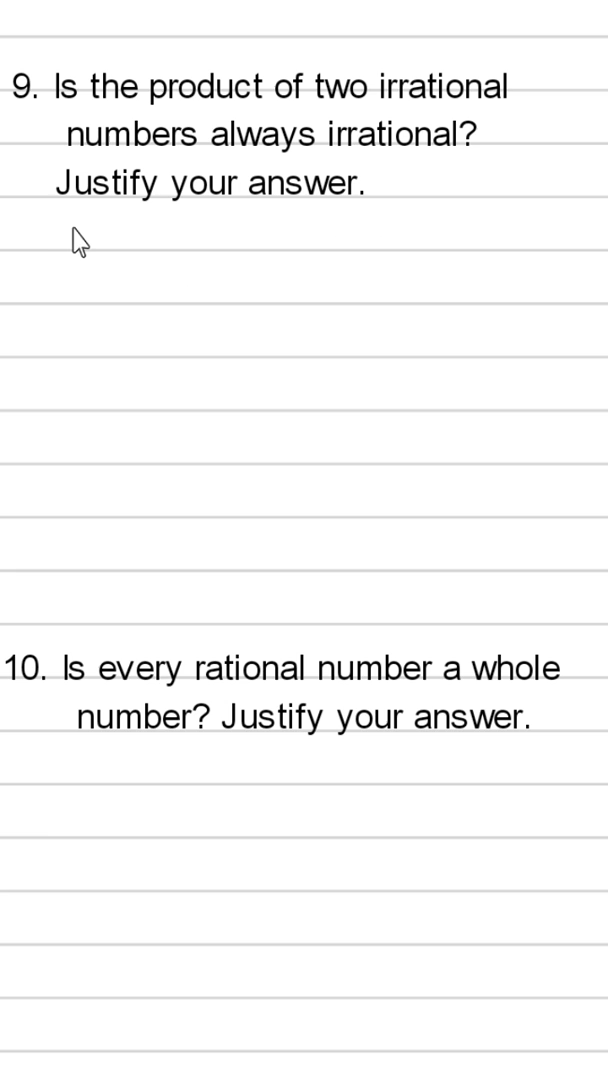 9. Is the product of two irrational
numbers always irrational?
Justify your answer.
10. Is every rational number a whole
number? Justify your answer.